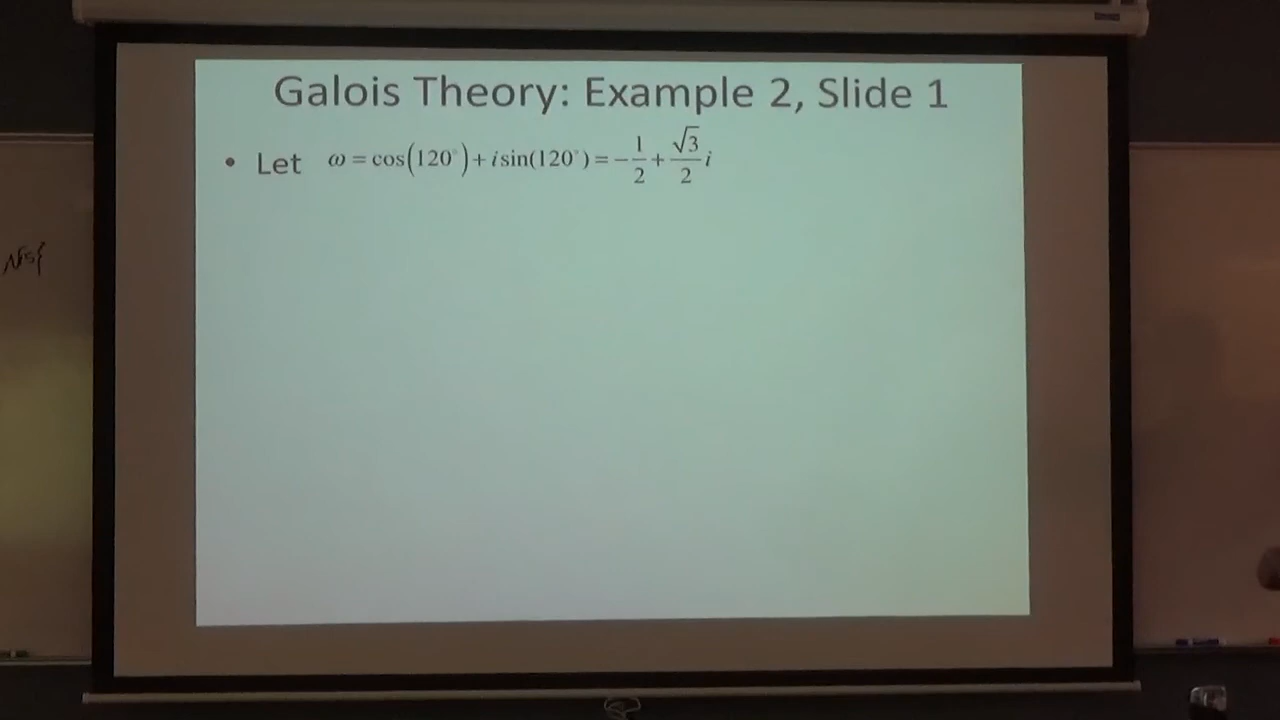 Galois Theory: Example 2, Slide 1
• Let ω = cos(120°) + i sin(120°) = -1/2 + √3/2 i